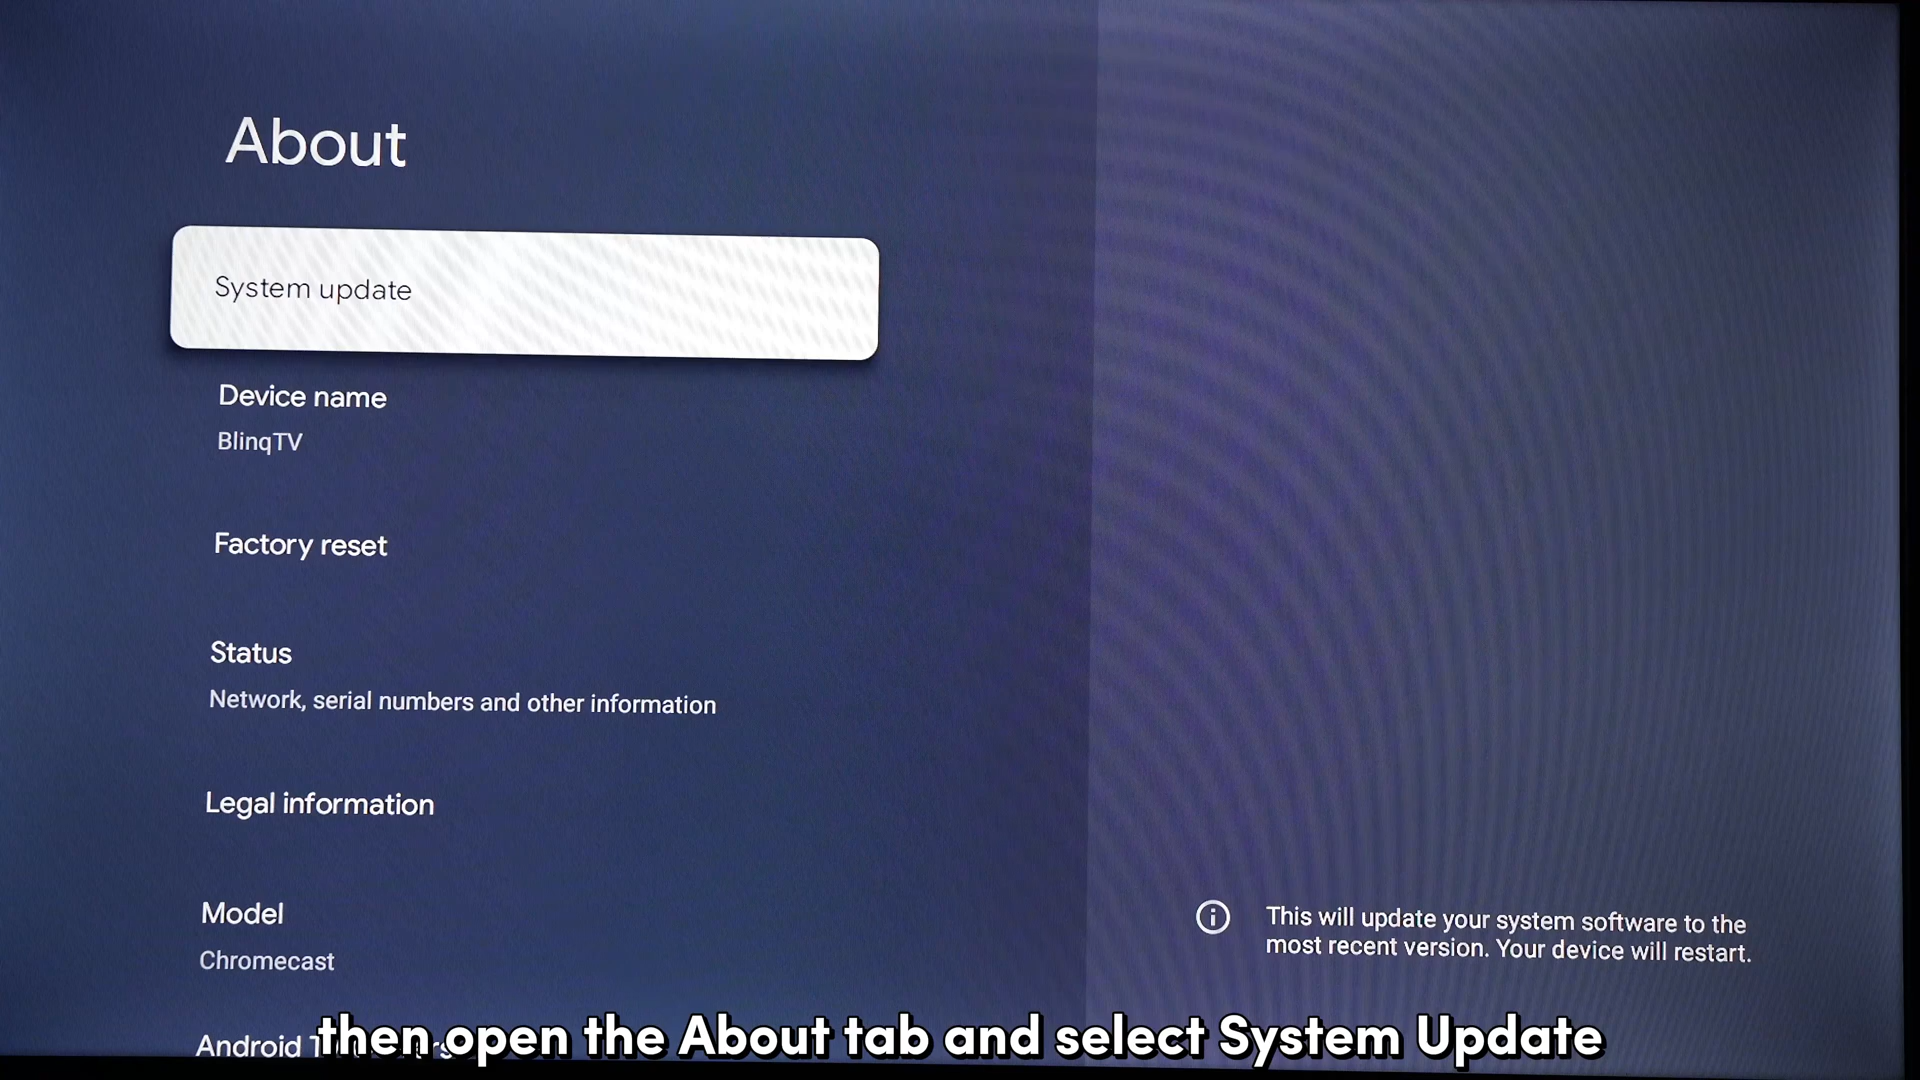 About
System update
Device name
BlinqTV
Factory reset
Status
Network, serial numbers and other information
Legal information
Model
Chromecast
This will update your system software to the
most recent version. Your device will restart.
Android
then open the About tab and select System Update